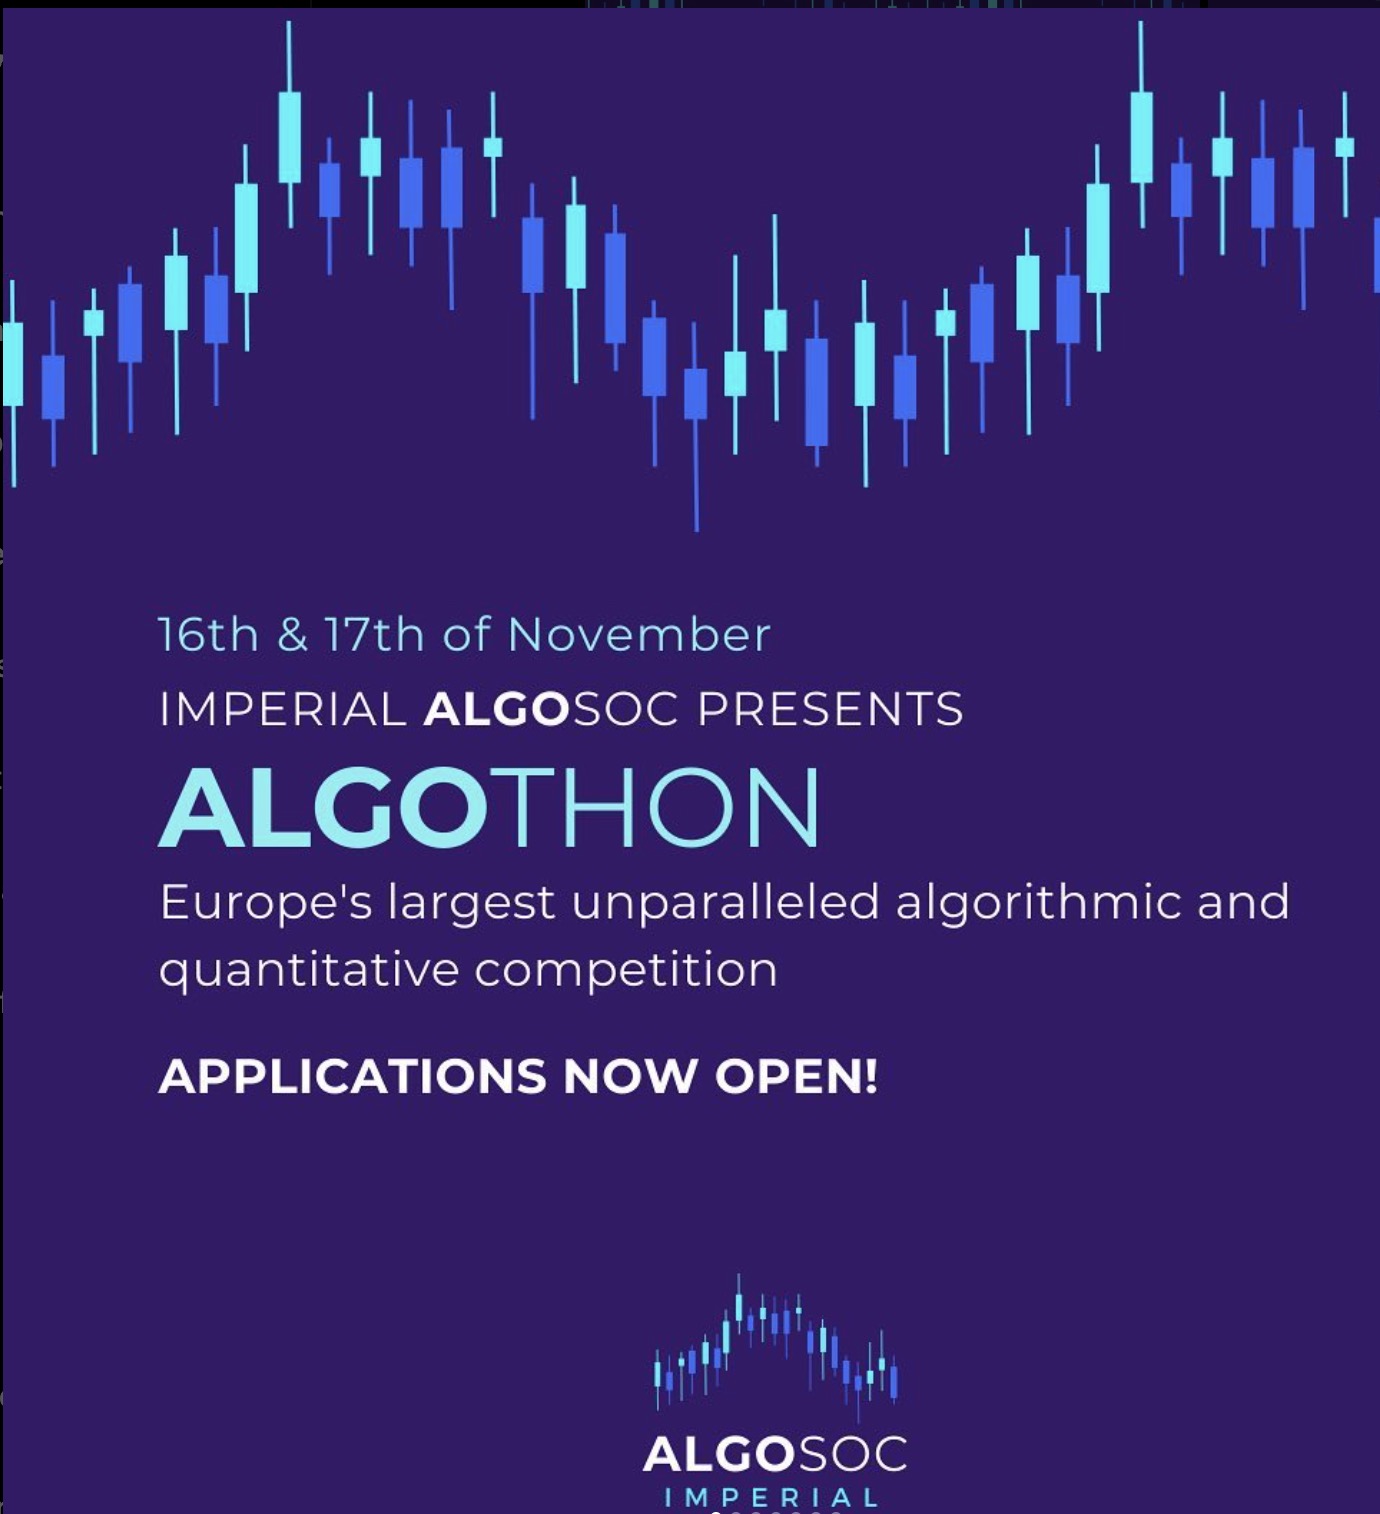 16th & 17th of November
IMPERIAL ALGOSOC PRESENTS
ALGOTHON
Europe's largest unparalleled algorithmic and
quantitative competition
APPLICATIONS NOW OPEN!
ALGOSOC
IMPERIAL